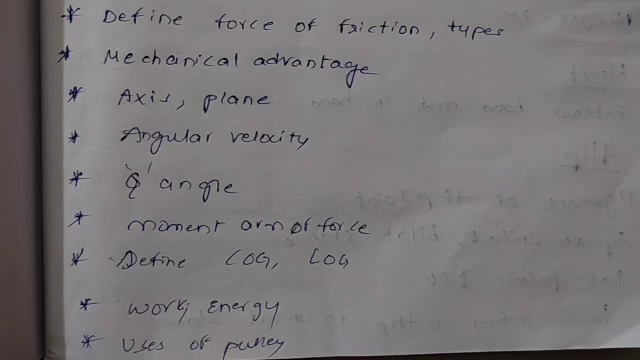 * Define force of friction, types
* Mechanical advantage
* Axis, plane
* Angular velocity
* 'Q' angle
* moment arm of force
* Define COG, LOG
* Work, Energy
* Uses of pulley